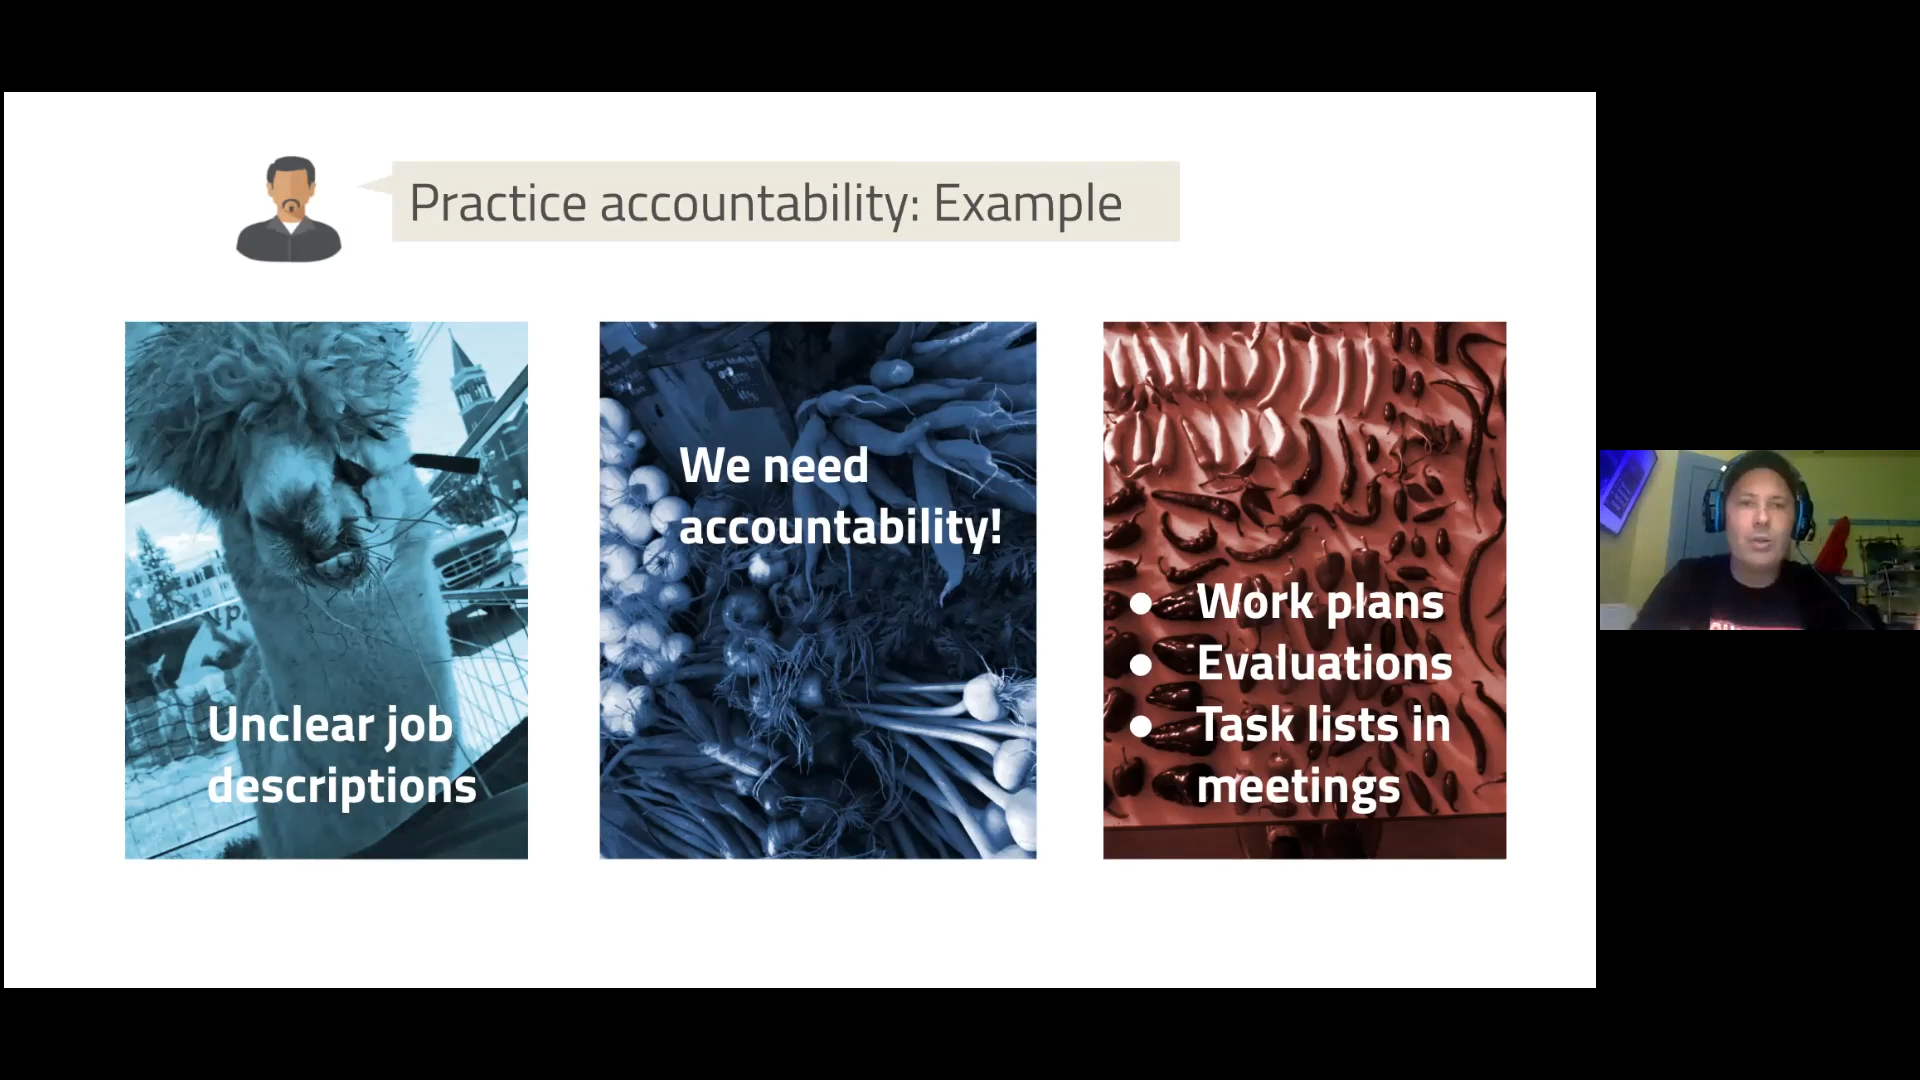 Practice accountability: Example
Unclear job
descriptions
We need
accountability!
● Work plans
● Evaluations
● Task lists in
meetings